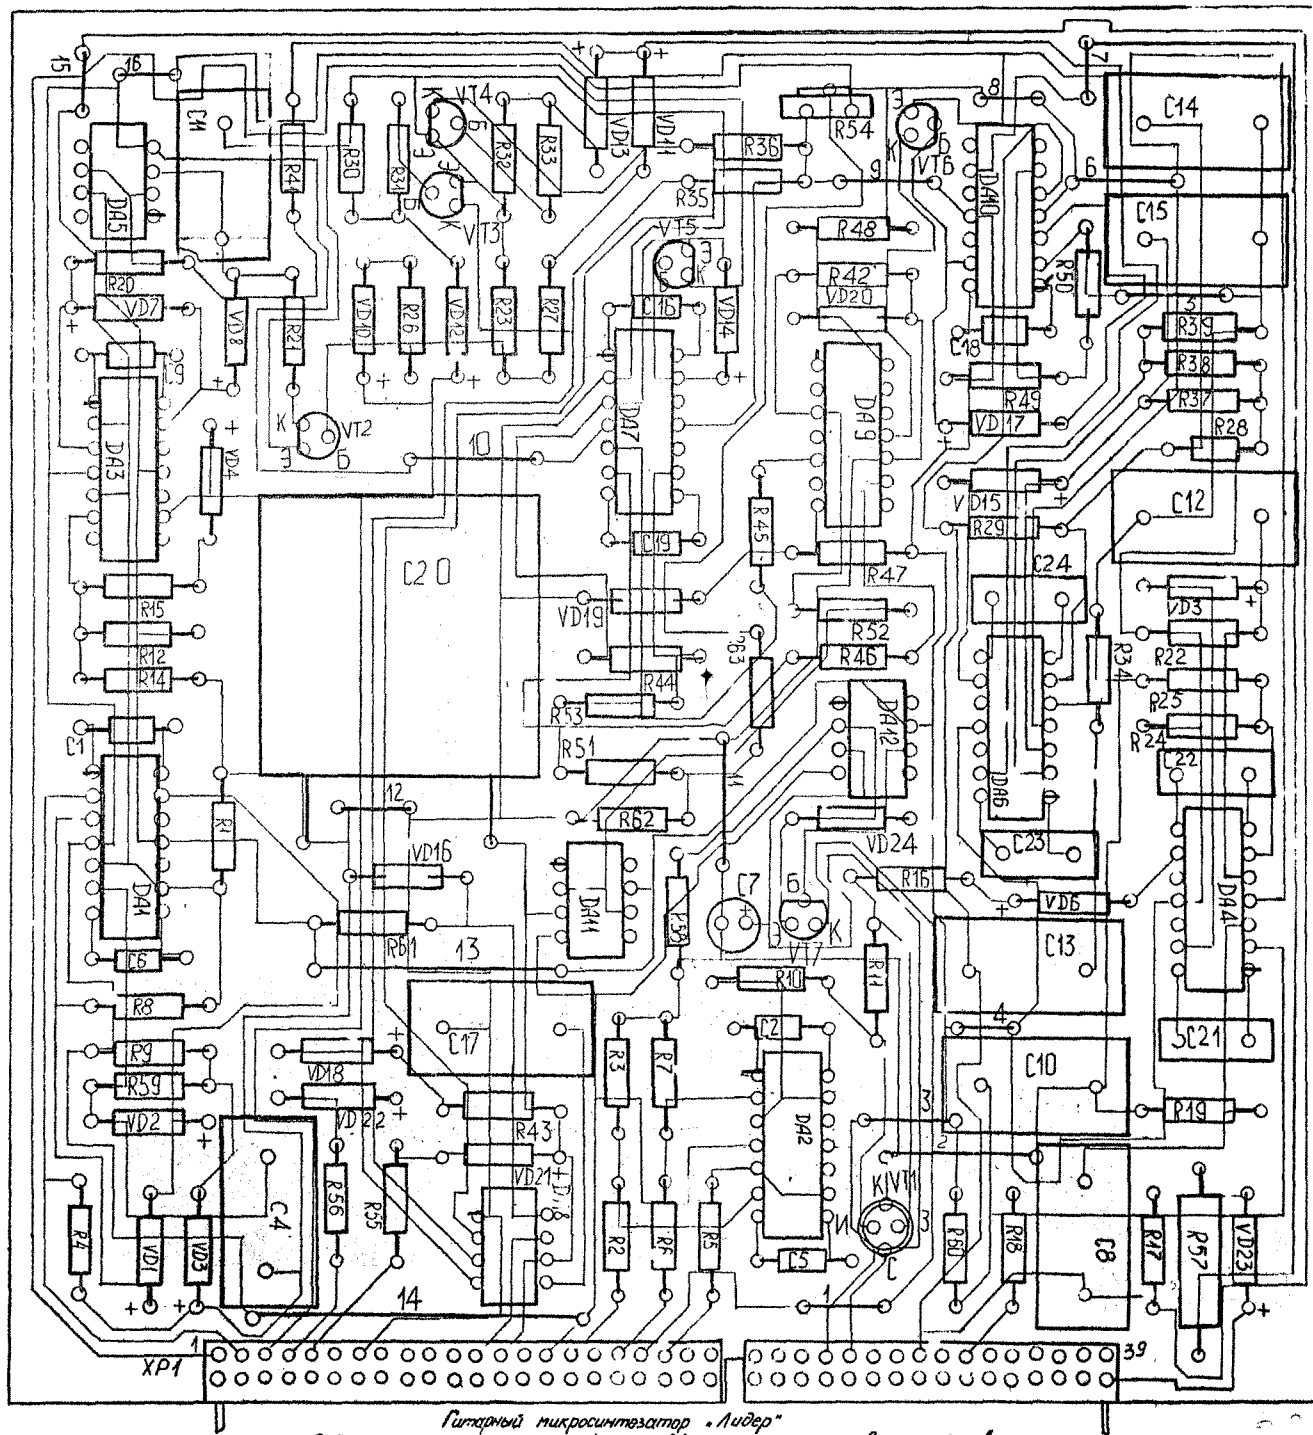 15
16
C11
VT4
К
Б
Э
7
8
C14
R54
Э
К
Б
VT6
DA5
R41
R30
R31
R32
R33
VD13
VD11
R36
R35
9
DA10
6
C15
Э
Б
К
VT3
VT5
Э
К
Б
R48
R42
VD20
R50
5
R20
VD7
VD8
R21
VD10
R26
VD12
R23
R27
C16
VD14
C18
R39
R38
R37
R28
C9
DA3
VD4
К
VT2
Э
Б
10
DA7
DA9
R49
VD17
VD15
R29
C12
C20
R45
C19
R47
C24
R15
R12
R14
VD19
R44
R53
R63
R52
R46
R34
VD3
R22
R25
R24
C1
R51
11
DA12
DA6
C22
DA1
R1
12
R62
VD24
C23
DA4
VD16
R61
13
DA11
R58
C7
Б
Э
К
VT7
R16
VD6
C13
C6
R8
R10
R11
4
R9
R59
VD2
VD18
VD22
C17
R3
R7
C2
DA2
C10
C21
3
2
R19
R43
VD21
C4
R56
R55
R4
VD1
VD3
R2
R6
R5
К
VT1
И
З
С
C5
R60
R18
C8
R17
R57
VD23
14
1
1
39
XP1
Гитарный микросинтезатор „Лидер"